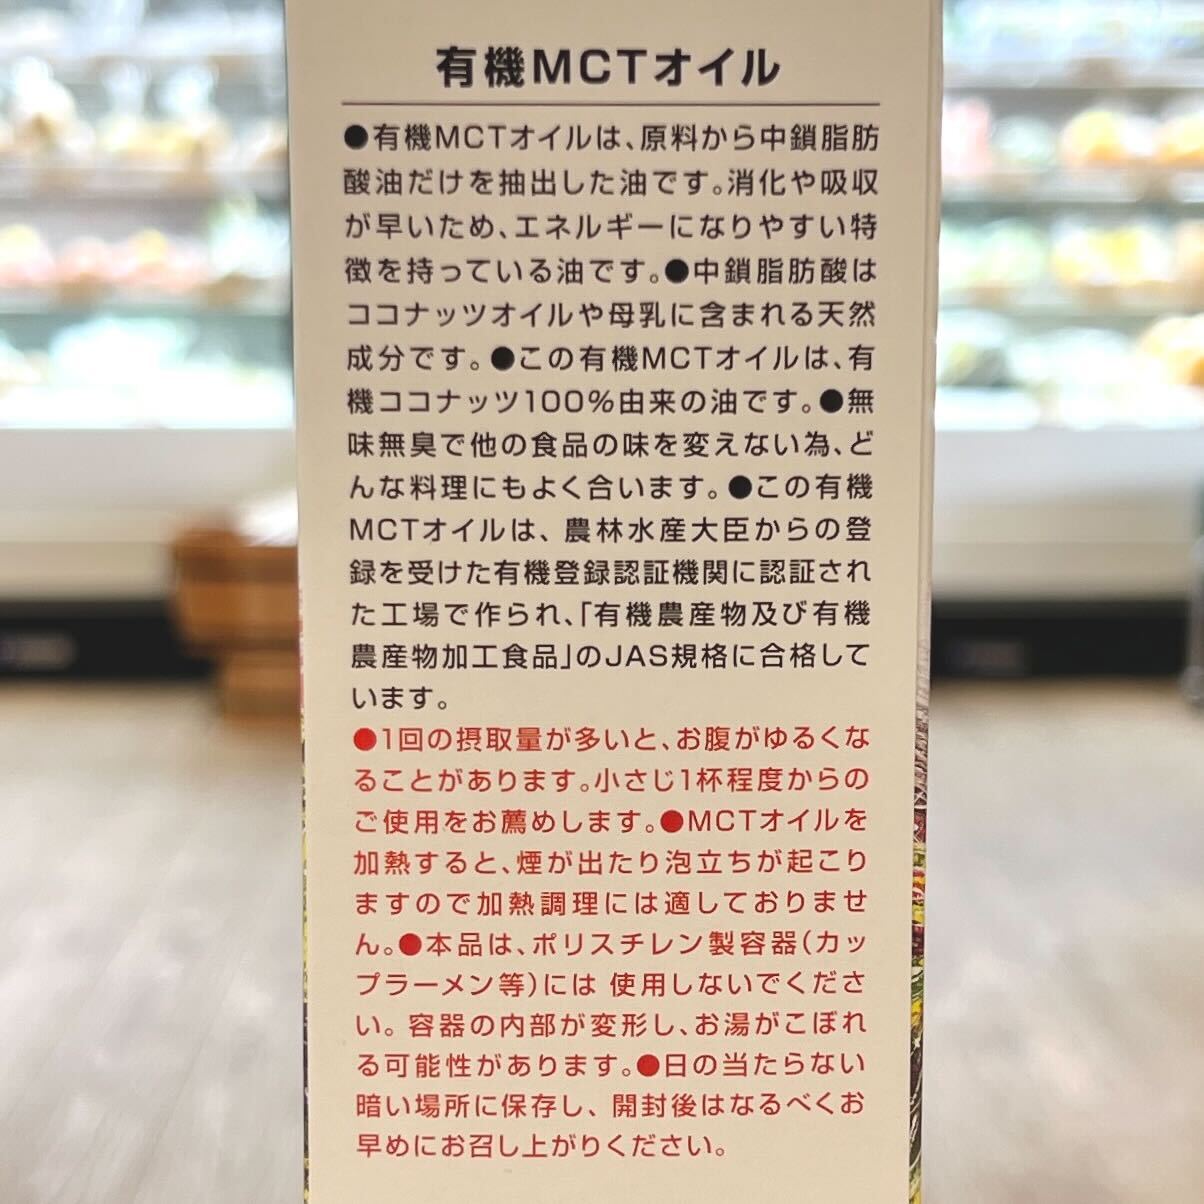 有機MCTオイル
●有機MCTオイルは、原料から中鎖脂肪
酸油だけを抽出した油です。消化や吸収
が早いため、エネルギーになりやすい特
徴を持っている油です。●中鎖脂肪酸は
ココナッツオイルや母乳に含まれる天然
成分です。●この有機MCTオイルは、有
機ココナッツ100%由来の油です。●無
味無臭で他の食品の味を変えない為、ど
んな料理にもよく合います。●この有機
MCTオイルは、農林水産大臣からの登
録を受けた有機登録認証機関に認証され
た工場で作られ、「有機農産物及び有機
農産物加工食品」のJAS規格に合格して
います。
●1回の摂取量が多いと、お腹がゆるくな
ることがあります。小さじ1杯程度からの
ご使用をお薦めします。●MCTオイルを
加熱すると、煙が出たり泡立ちが起こり
ますので加熱調理には適しておりませ
ん。●本品は、ポリスチレン製容器(カッ
プラーメン等)には 使用しないでくださ
い。容器の内部が変形し、お湯がこぼれ
る可能性があります。●日の当たらない
暗い場所に保存し、開封後はなるべくお
早めにお召し上がりください。